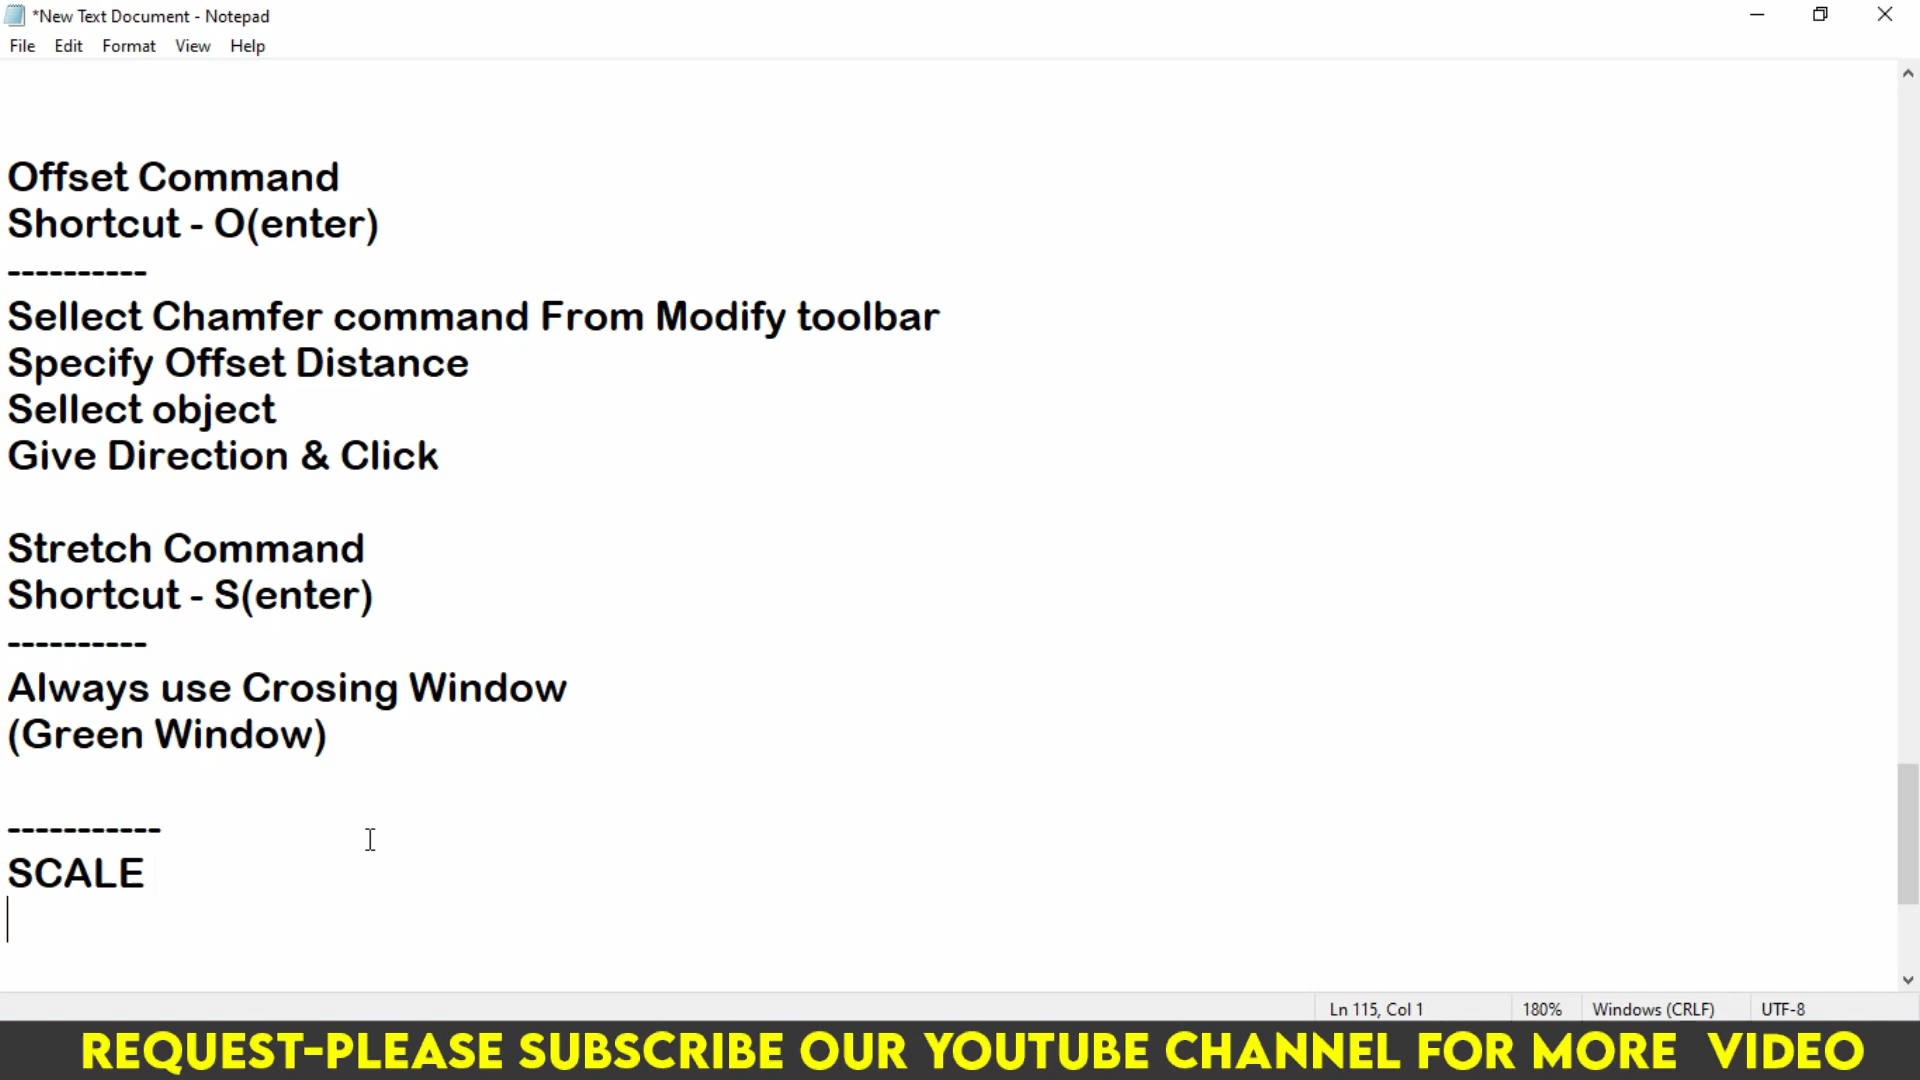 *New Text Document - Notepad
File Edit Format View Help
Offset Command
Shortcut - O(enter)
----------
Sellect Chamfer command From Modify toolbar
Specify Offset Distance
Sellect object
Give Direction & Click
Stretch Command
Shortcut - S(enter)
----------
Always use Crosing Window
(Green Window)
-----------
SCALE
Ln 115, Col 1 180% Windows (CRLF) UTF-8
REQUEST-PLEASE SUBSCRIBE OUR YOUTUBE CHANNEL FOR MORE VIDEO